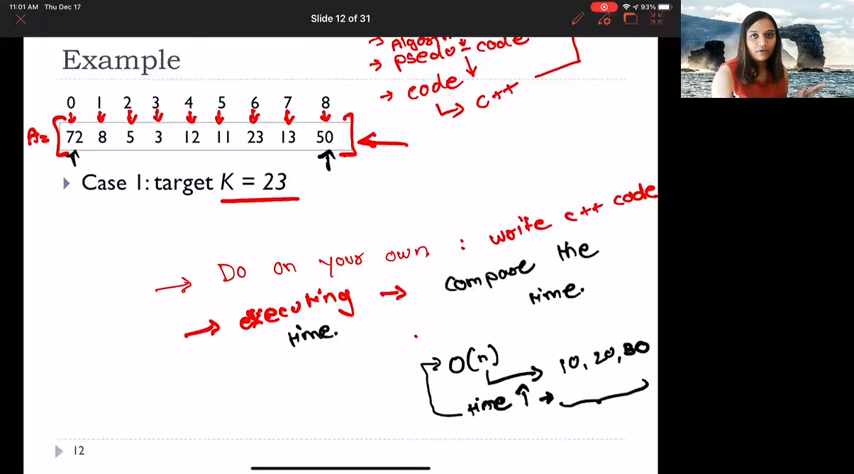 11:01 AM Thu Dec 17
93%
Slide 12 of 31
Example
→ psedo - code
→ code
↳ c++
0 1 2 3 4 5 6 7 8
A= 72 8 5 3 12 11 23 13 50
Case 1: target K = 23
→ Do on your own : write c++ code
→ executing → compare the
time. time.
O(n) → 10, 20, 30
time ↑ →
12